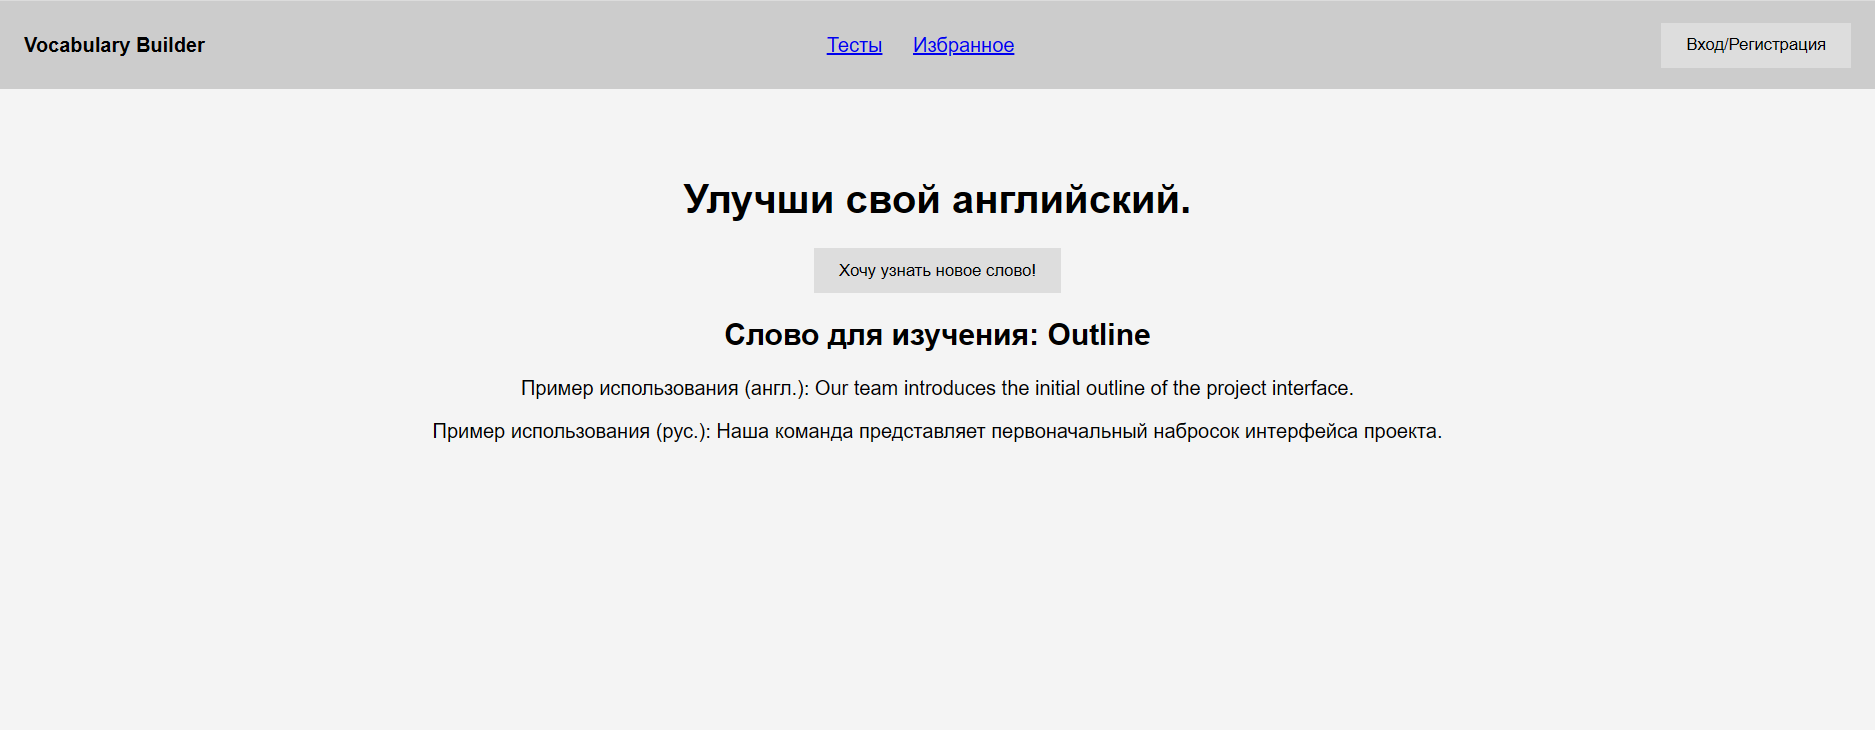 Vocabulary Builder Тесты Избранное Вход/Регистрация
Улучши свой английский.
Хочу узнать новое слово!
Слово для изучения: Outline
Пример использования (англ.): Our team introduces the initial outline of the project interface.
Пример использования (рус.): Наша команда представляет первоначальный набросок интерфейса проекта.